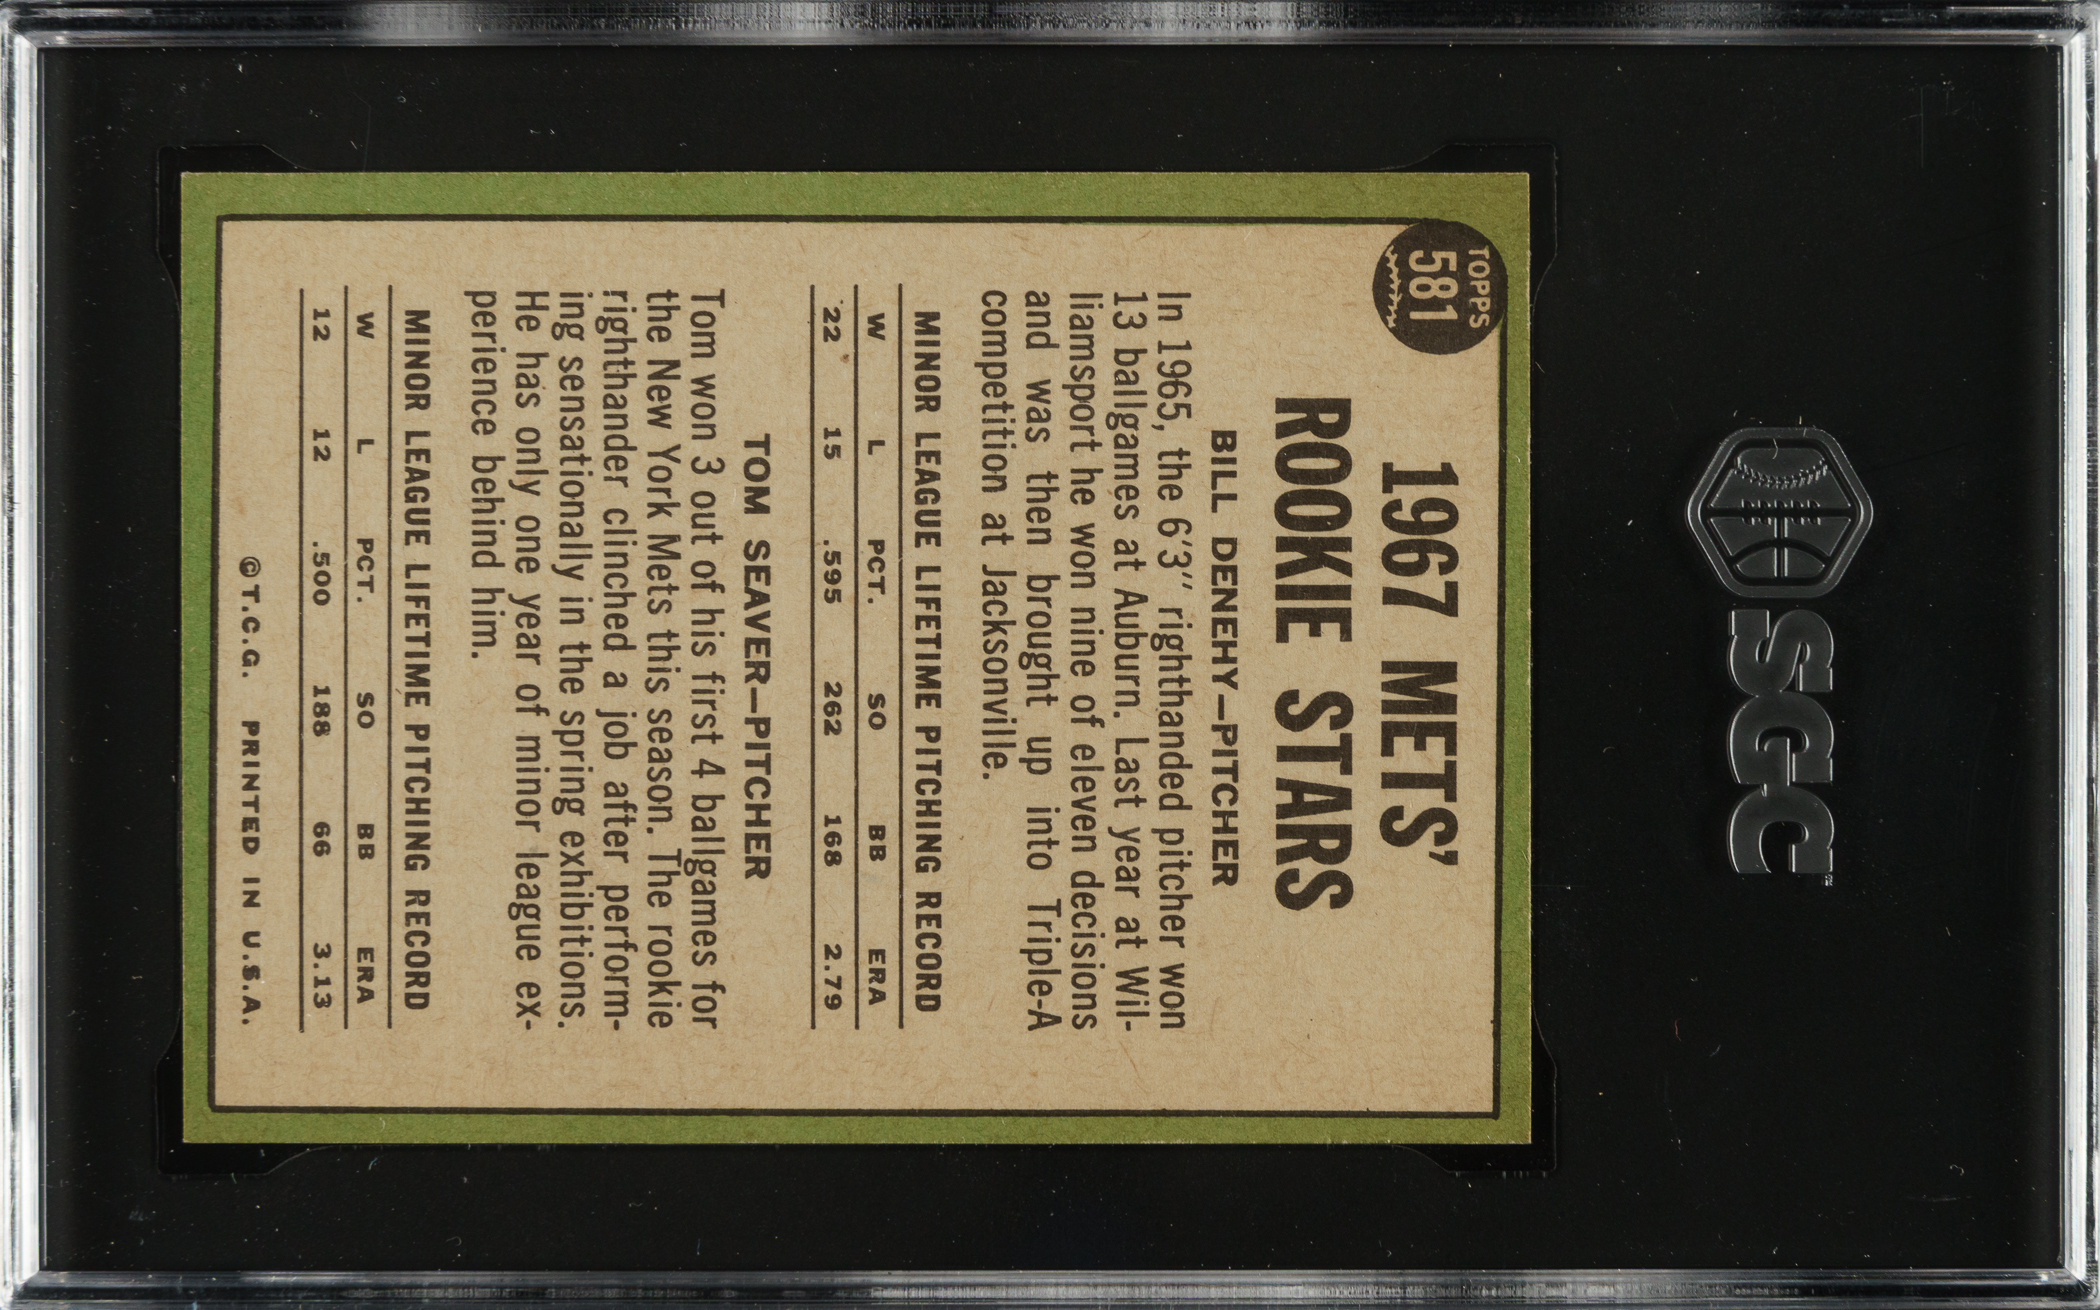 TOPPS
581
1967 METS'
ROOKIE STARS
BILL DENEHY—PITCHER
In 1965, the 6'3" righthanded pitcher won
13 ballgames at Auburn. Last year at Wil-
liamsport he won nine of eleven decisions
and was then brought up into Triple-A
competition at Jacksonville.
MINOR LEAGUE LIFETIME PITCHING RECORD
W L PCT. SO BB ERA
22 15 .595 262 168 2.79
TOM SEAVER—PITCHER
Tom won 3 out of his first 4 ballgames for
the New York Mets this season. The rookie
righthander clinched a job after perform-
ing sensationally in the spring exhibitions.
He has only one year of minor league ex-
perience behind him.
MINOR LEAGUE LIFETIME PITCHING RECORD
W L PCT. SO BB ERA
12 12 .500 188 66 3.13
©T.C.G. PRINTED IN U.S.A.
SGC